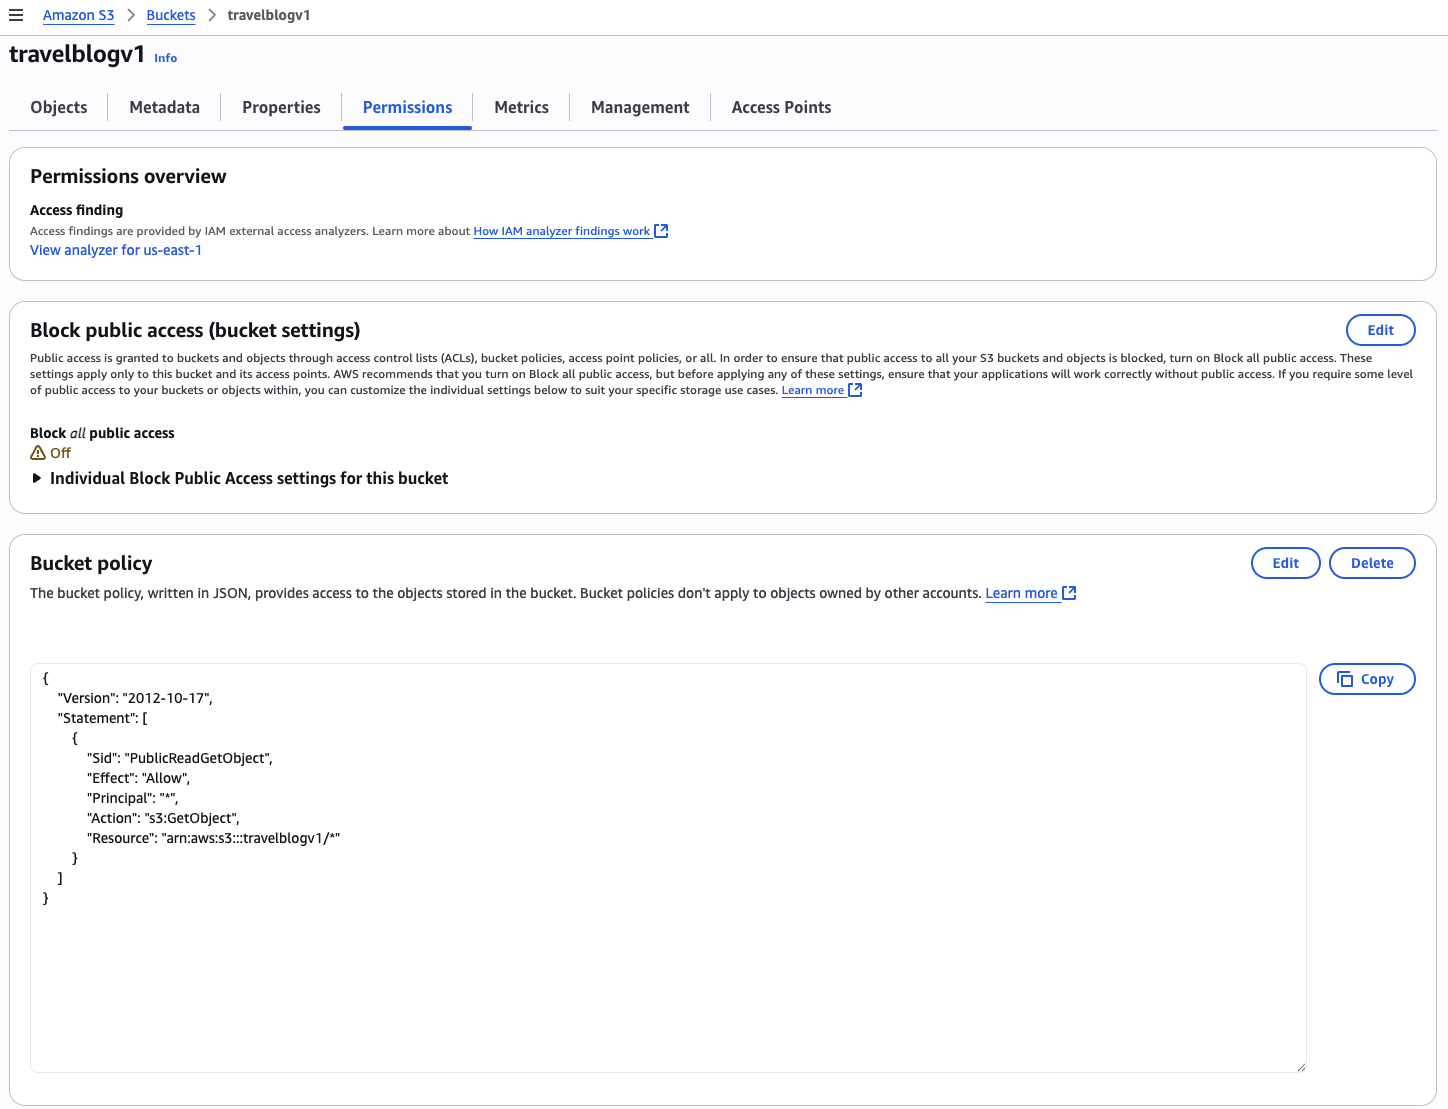 Amazon S3 > Buckets > travelblogv1
travelblogv1 Info
Objects Metadata Properties Permissions Metrics Management Access Points
Permissions overview
Access finding
Access findings are provided by IAM external access analyzers. Learn more about How IAM analyzer findings work
View analyzer for us-east-1
Block public access (bucket settings) Edit
Public access is granted to buckets and objects through access control lists (ACLs), bucket policies, access point policies, or all. In order to ensure that public access to all your S3 buckets and objects is blocked, turn on Block all public access. These
settings apply only to this bucket and its access points. AWS recommends that you turn on Block all public access, but before applying any of these settings, ensure that your applications will work correctly without public access. If you require some level
of public access to your buckets or objects within, you can customize the individual settings below to suit your specific storage use cases. Learn more
Block all public access
Off
Individual Block Public Access settings for this bucket
Bucket policy Edit Delete
The bucket policy, written in JSON, provides access to the objects stored in the bucket. Bucket policies don't apply to objects owned by other accounts. Learn more
Copy
{
    "Version": "2012-10-17",
    "Statement": [
        {
            "Sid": "PublicReadGetObject",
            "Effect": "Allow",
            "Principal": "*",
            "Action": "s3:GetObject",
            "Resource": "arn:aws:s3:::travelblogv1/*"
        }
    ]
}